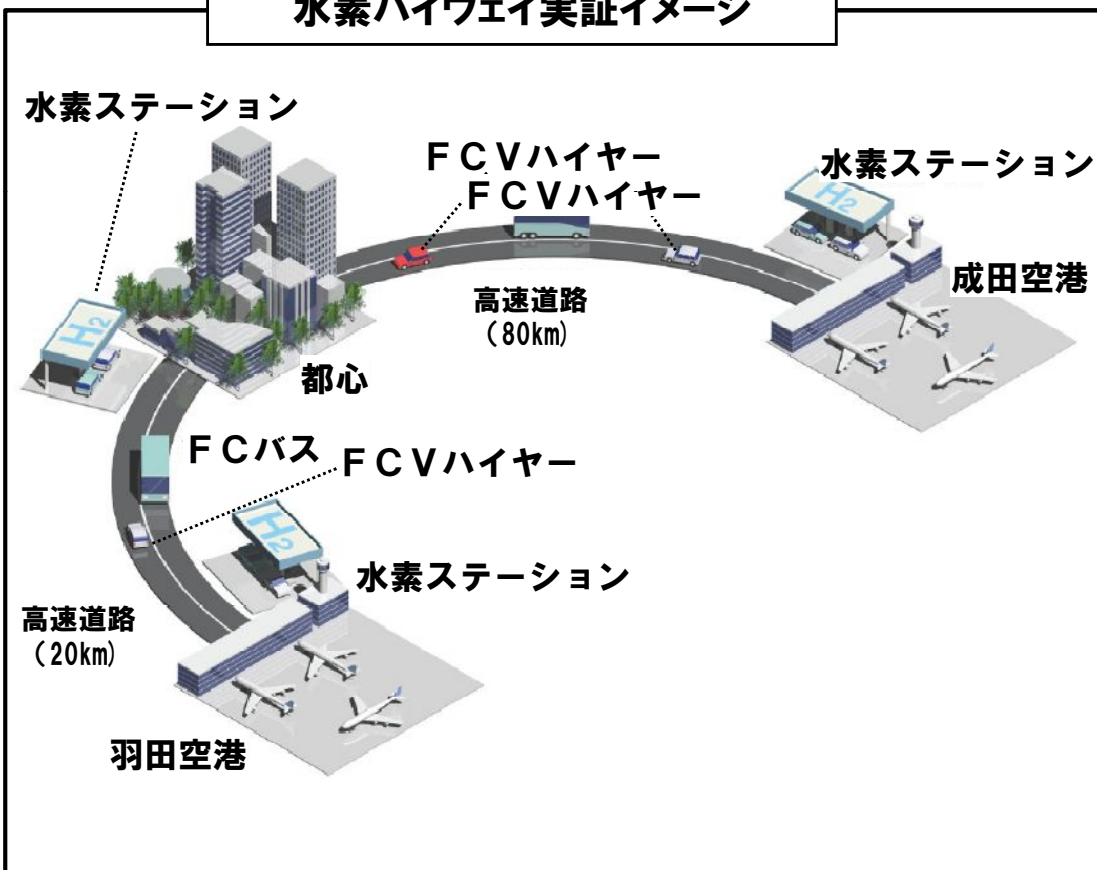 水素ハイウェイ実証イメージ
水素ステーション
ＦＣＶハイヤー
ＦＣＶハイヤー
水素ステーション
H2
成田空港
高速道路
（80km）
H2
都心
ＦＣバス
ＦＣＶハイヤー
H2
水素ステーション
高速道路
（20km）
羽田空港